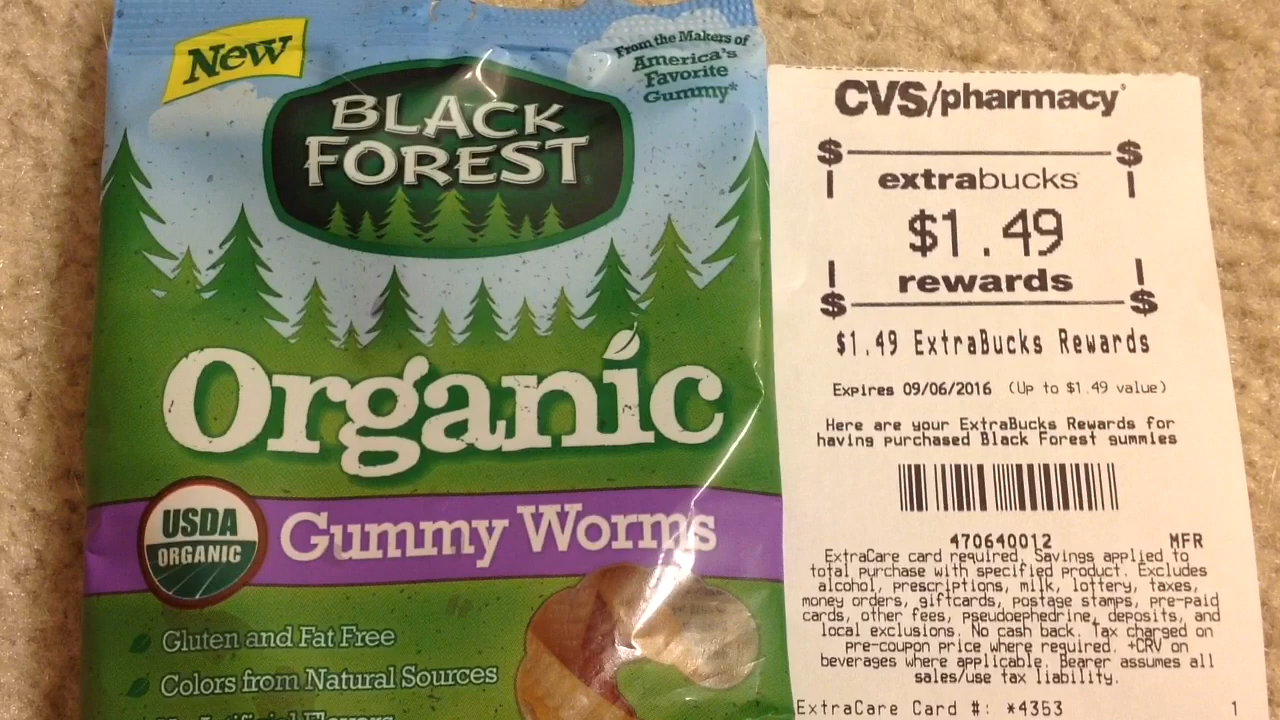 New
From the Makers of
America's
Favorite
Gummy*
BLACK
FOREST
Organic
USDA
ORGANIC
Gummy Worms
Gluten and Fat Free
Colors from Natural Sources
No Artificial Flavors
CVS/pharmacy
$ $
extrabucks
$1.49
rewards
$ $
$1.49 ExtraBucks Rewards
Expires 09/06/2016 (Up to $1.49 value)
Here are your ExtraBucks Rewards for
having purchased Black Forest gummies
470640012 MFR
ExtraCare card required. Savings applied to
total purchase with specified product. Excludes
alcohol, prescriptions, milk, lottery, taxes,
money orders, giftcards, postage stamps, pre-paid
cards, other fees, pseudoephedrine, deposits, and
local exclusions. No cash back. Tax charged on
pre-coupon price where required. +CRV on
beverages where applicable. Bearer assumes all
sales/use tax liability.
ExtraCare Card #: *4353 1